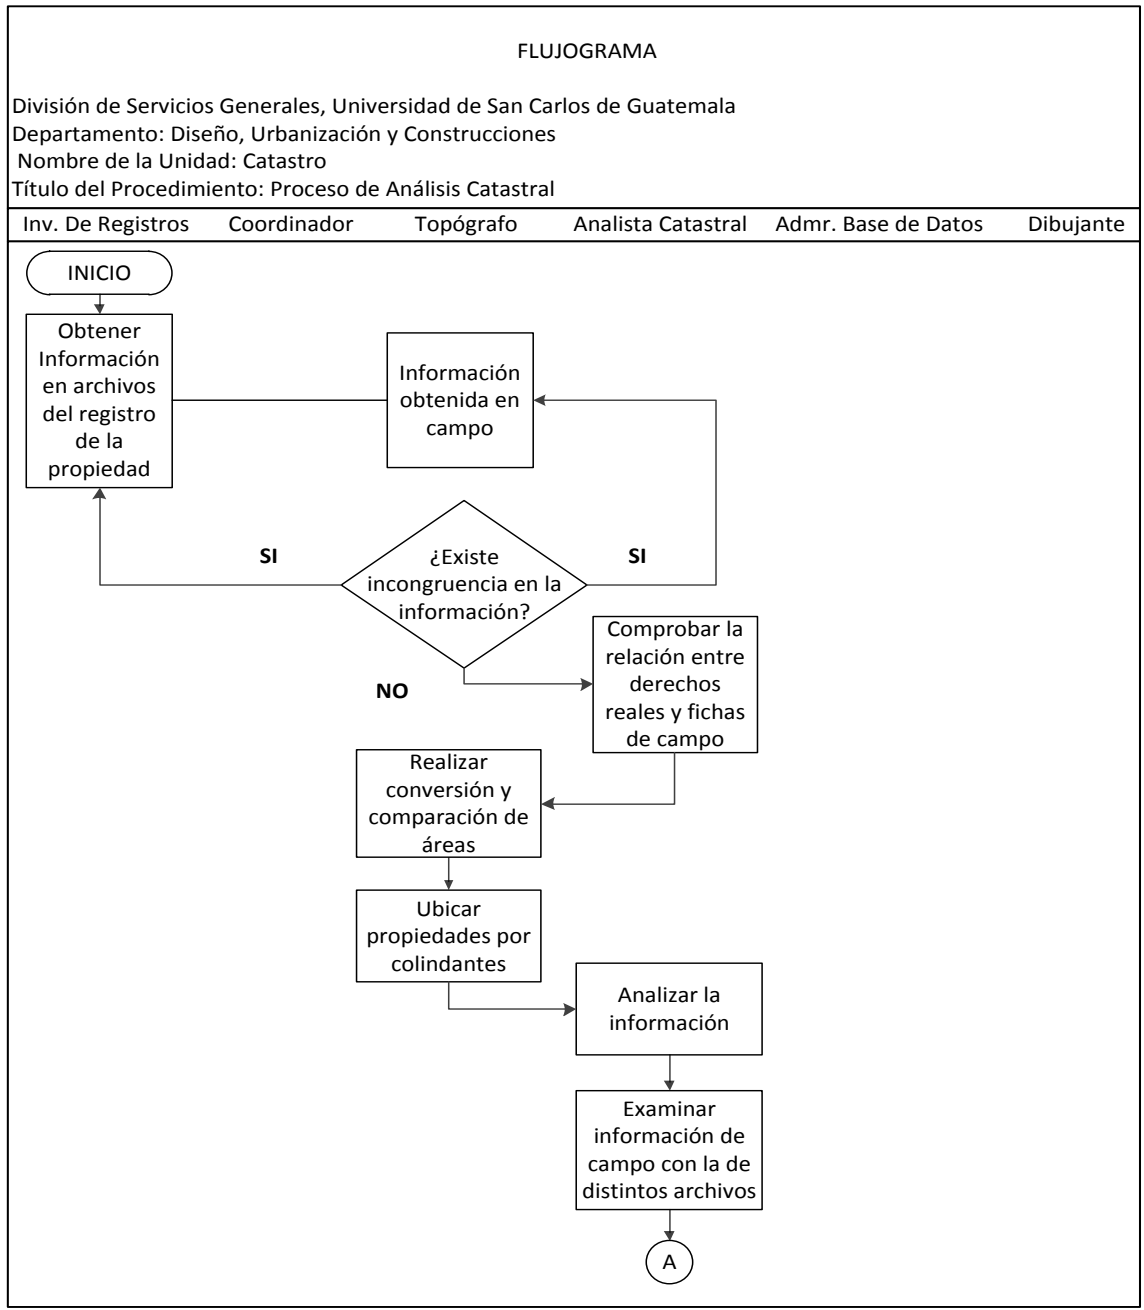 FLUJOGRAMA
División de Servicios Generales, Universidad de San Carlos de Guatemala
Departamento: Diseño, Urbanización y Construcciones
Nombre de la Unidad: Catastro
Título del Procedimiento: Proceso de Análisis Catastral
Inv. De Registros Coordinador Topógrafo Analista Catastral Admr. Base de Datos Dibujante
INICIO
Obtener
Información
en archivos
del registro
de la
propiedad
Información
obtenida en
campo
SI
¿Existe
incongruencia en la
información?
SI
NO
Comprobar la
relación entre
derechos
reales y fichas
de campo
Realizar
conversión y
comparación de
áreas
Ubicar
propiedades por
colindantes
Analizar la
información
Examinar
información de
campo con la de
distintos archivos
A